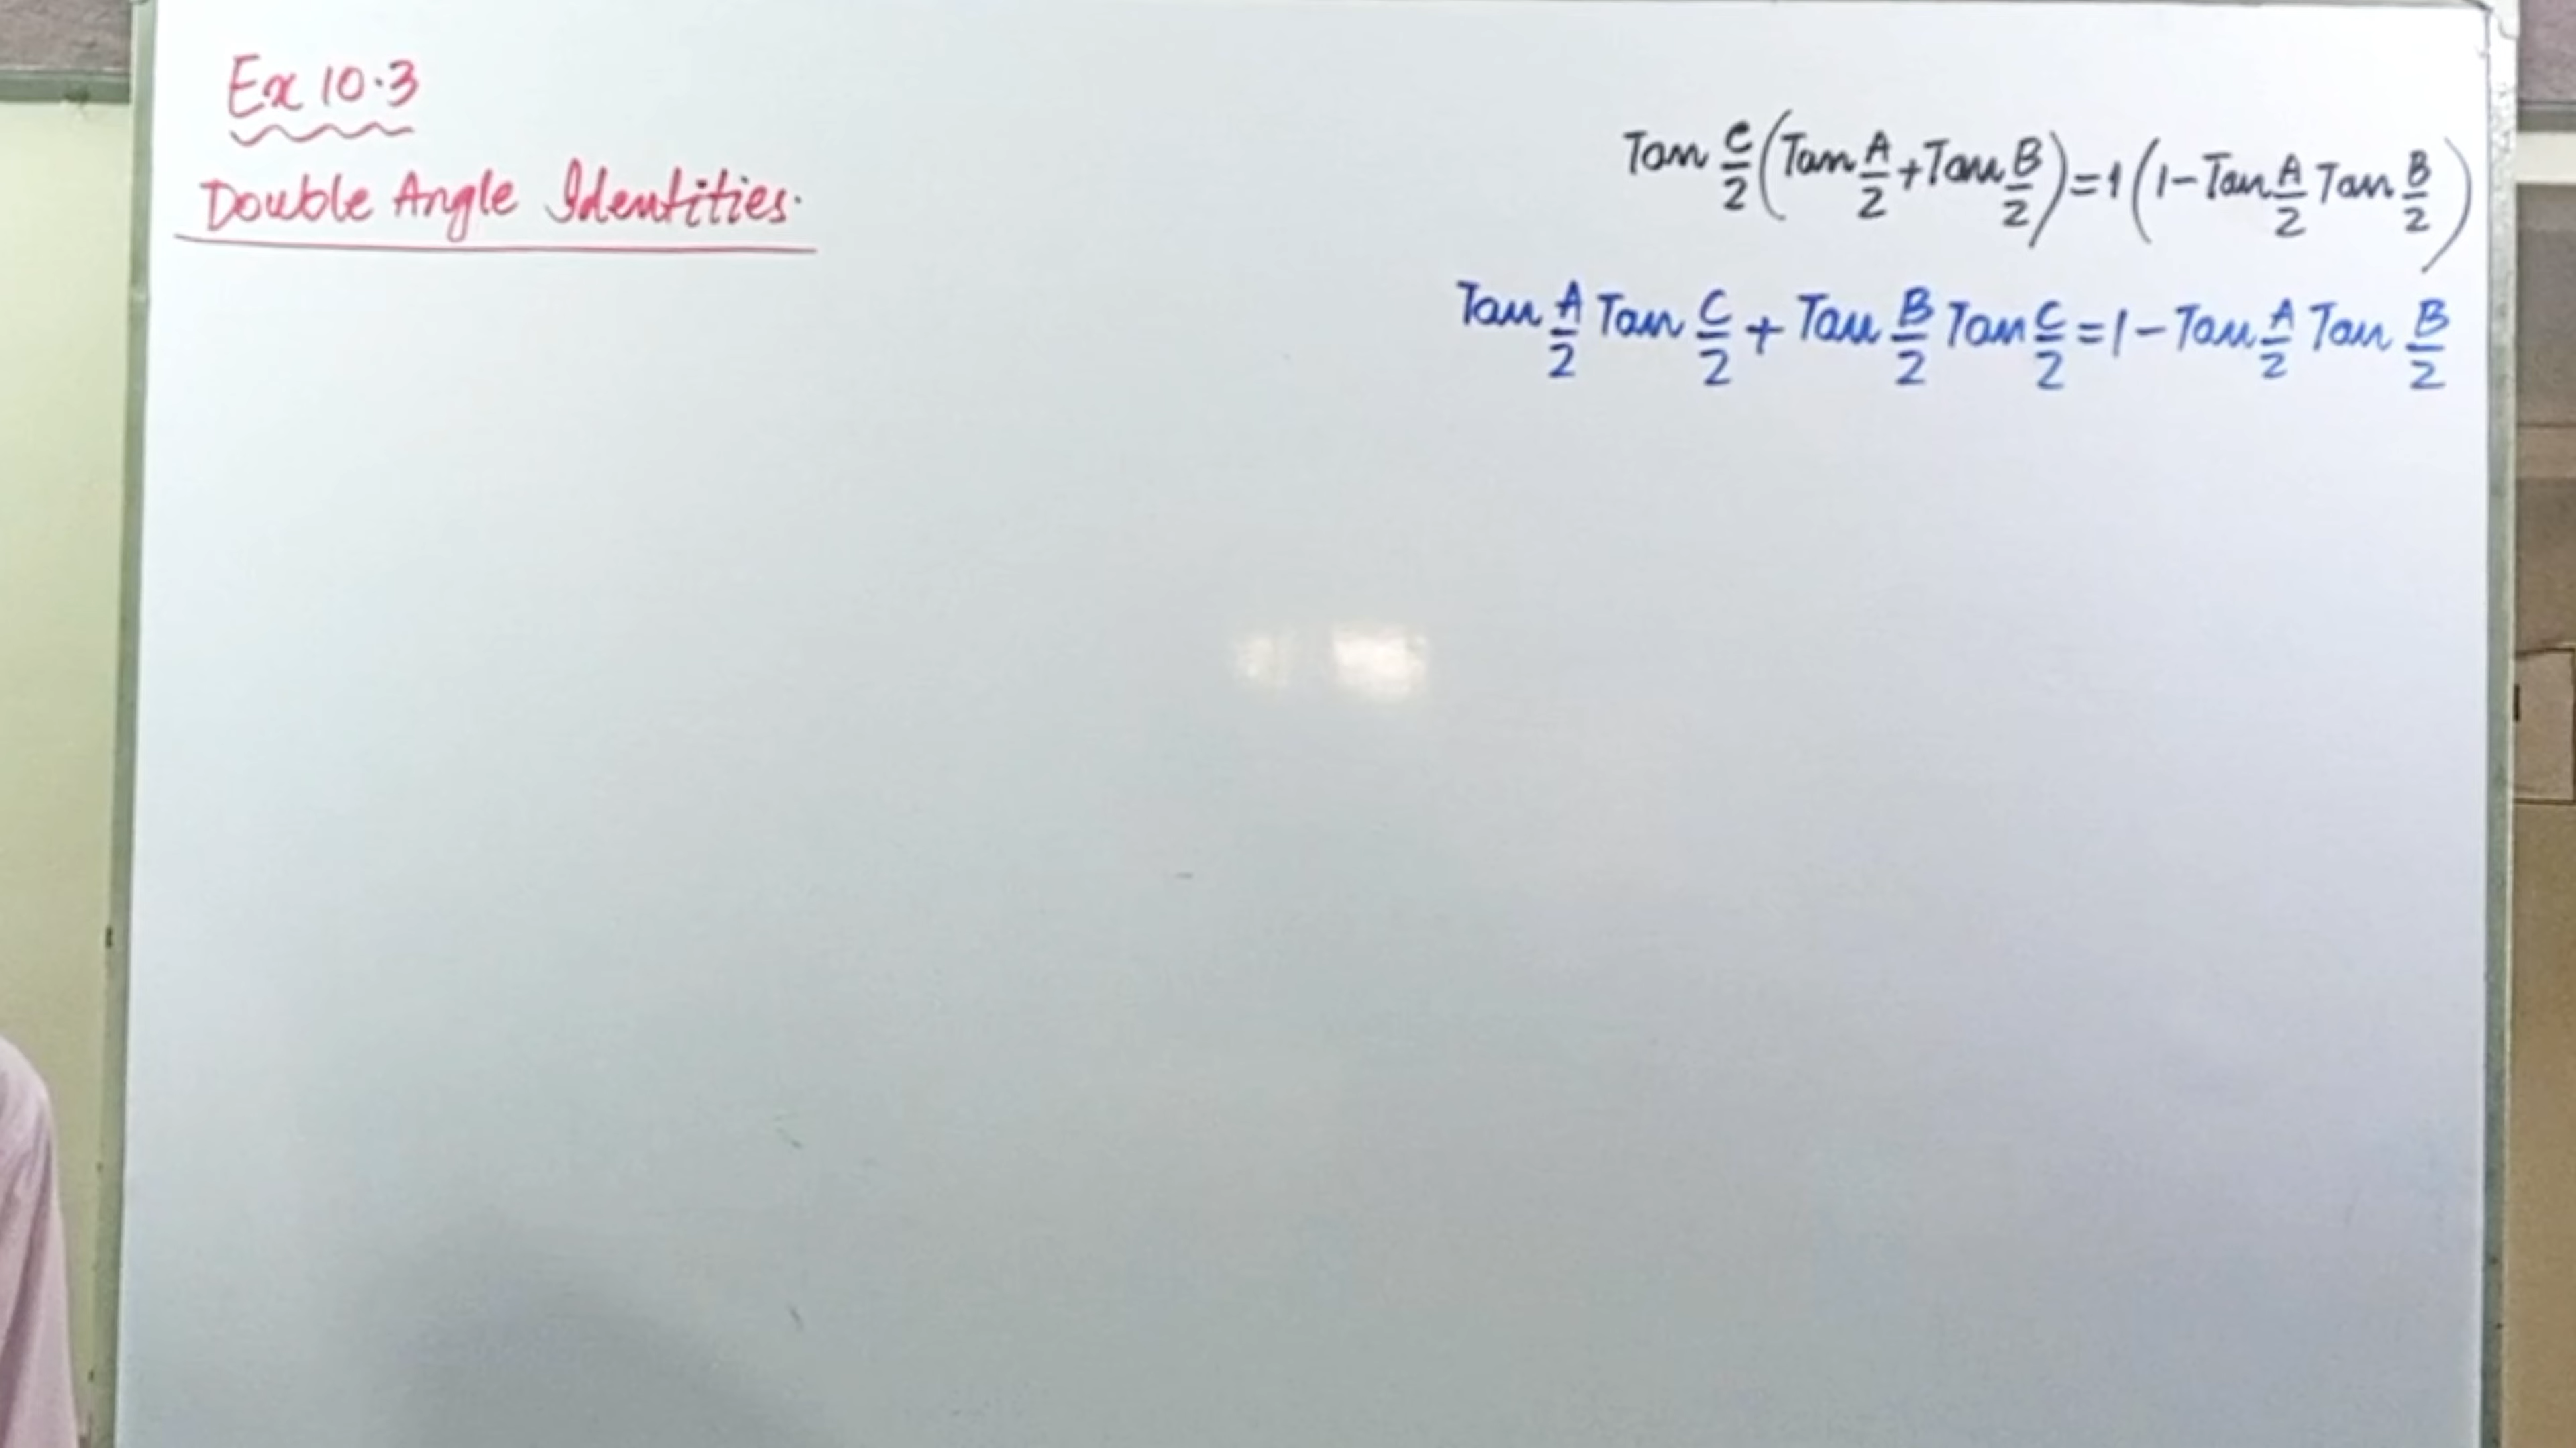 Ex 10.3
Double Angle Identities.
Tan C/2 (Tan A/2 + Tan B/2) = 1 (1 - Tan A/2 Tan B/2)
Tan A/2 Tan C/2 + Tan B/2 Tan C/2 = 1 - Tan A/2 Tan B/2